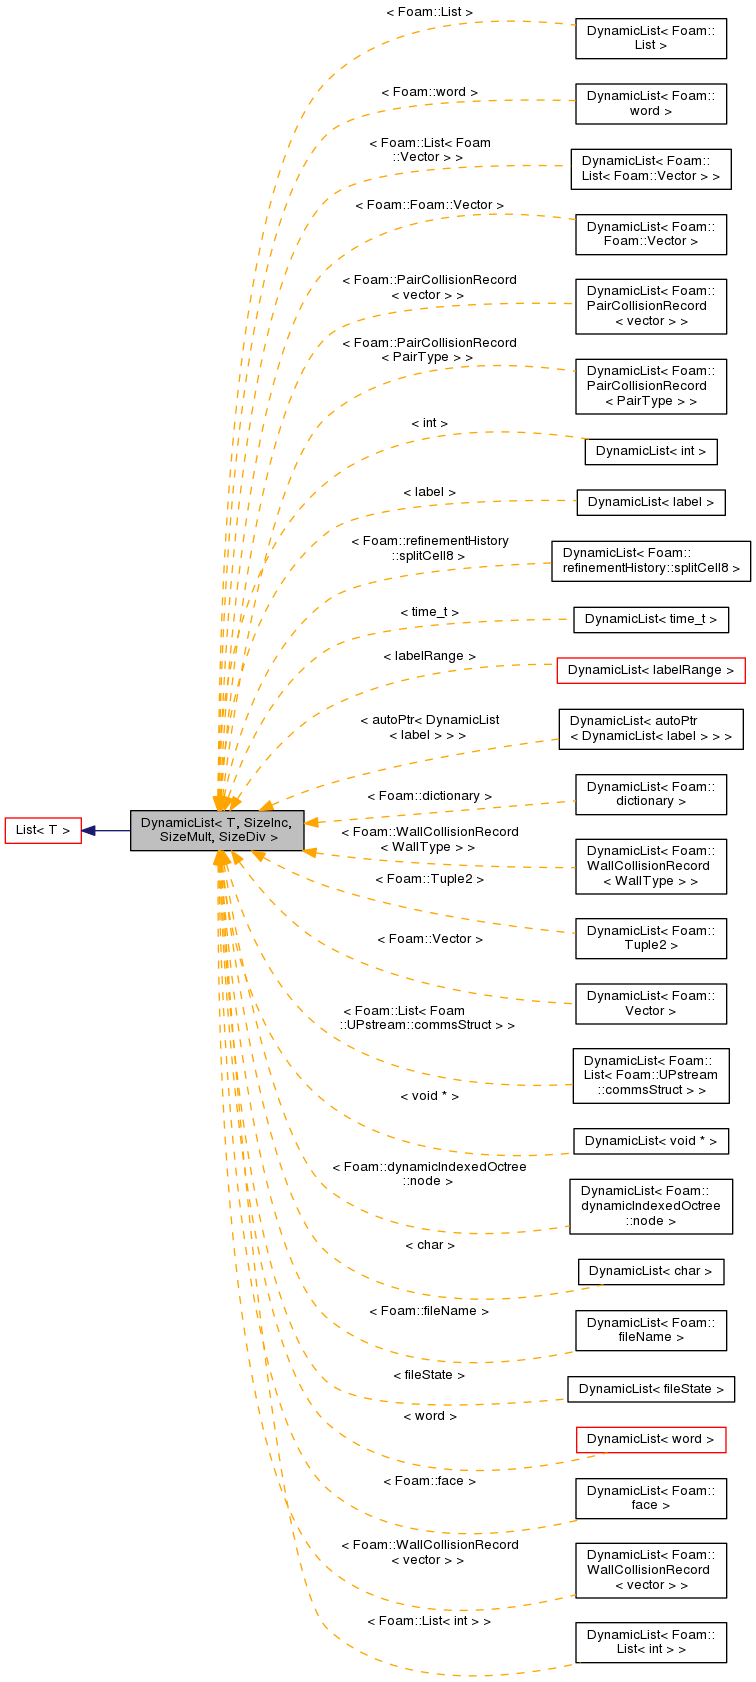 < Foam::List >
DynamicList< Foam::
List >
< Foam::word >
DynamicList< Foam::
word >
< Foam::List< Foam
::Vector > >
DynamicList< Foam::
List< Foam::Vector > >
< Foam::Foam::Vector >
DynamicList< Foam::
Foam::Vector >
< Foam::PairCollisionRecord
< vector > >
DynamicList< Foam::
PairCollisionRecord
< vector > >
< Foam::PairCollisionRecord
< PairType > >
DynamicList< Foam::
PairCollisionRecord
< PairType > >
< int >
DynamicList< int >
< label >
DynamicList< label >
< Foam::refinementHistory
::splitCell8 >
DynamicList< Foam::
refinementHistory::splitCell8 >
< time_t >
DynamicList< time_t >
< labelRange >
DynamicList< labelRange >
< autoPtr< DynamicList
< label > > >
DynamicList< autoPtr
< DynamicList< label > > >
List< T >
DynamicList< T, SizeInc,
SizeMult, SizeDiv >
< Foam::dictionary >
DynamicList< Foam::
dictionary >
< Foam::WallCollisionRecord
< WallType > >
DynamicList< Foam::
WallCollisionRecord
< WallType > >
< Foam::Tuple2 >
DynamicList< Foam::
Tuple2 >
< Foam::Vector >
DynamicList< Foam::
Vector >
< Foam::List< Foam
::UPstream::commsStruct > >
DynamicList< Foam::
List< Foam::UPstream
::commsStruct > >
< void * >
DynamicList< void * >
< Foam::dynamicIndexedOctree
::node >
DynamicList< Foam::
dynamicIndexedOctree
::node >
< char >
DynamicList< char >
< Foam::fileName >
DynamicList< Foam::
fileName >
< fileState >
DynamicList< fileState >
< word >
DynamicList< word >
< Foam::face >
DynamicList< Foam::
face >
< Foam::WallCollisionRecord
< vector > >
DynamicList< Foam::
WallCollisionRecord
< vector > >
< Foam::List< int > >
DynamicList< Foam::
List< int > >